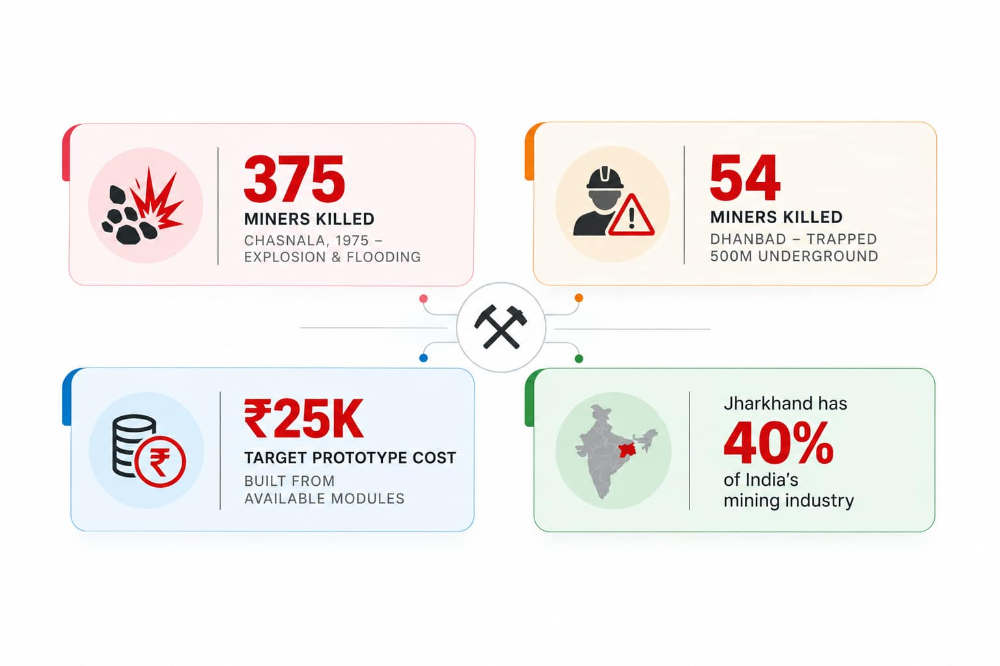 375
MINERS KILLED
CHASNALA, 1975 –
EXPLOSION & FLOODING
54
MINERS KILLED
DHANBAD – TRAPPED
500M UNDERGROUND
₹25K
TARGET PROTOTYPE COST
BUILT FROM
AVAILABLE MODULES
₹
Jharkhand has
40%
of India's
mining industry